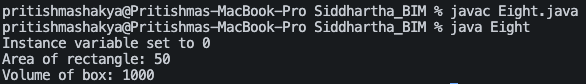 pritishmashakya@Pritishmas-MacBook-Pro Siddhartha_BIM % javac Eight.java
pritishmashakya@Pritishmas-MacBook-Pro Siddhartha_BIM % java Eight
Instance variable set to 0
Area of rectangle: 50
Volume of box: 1000